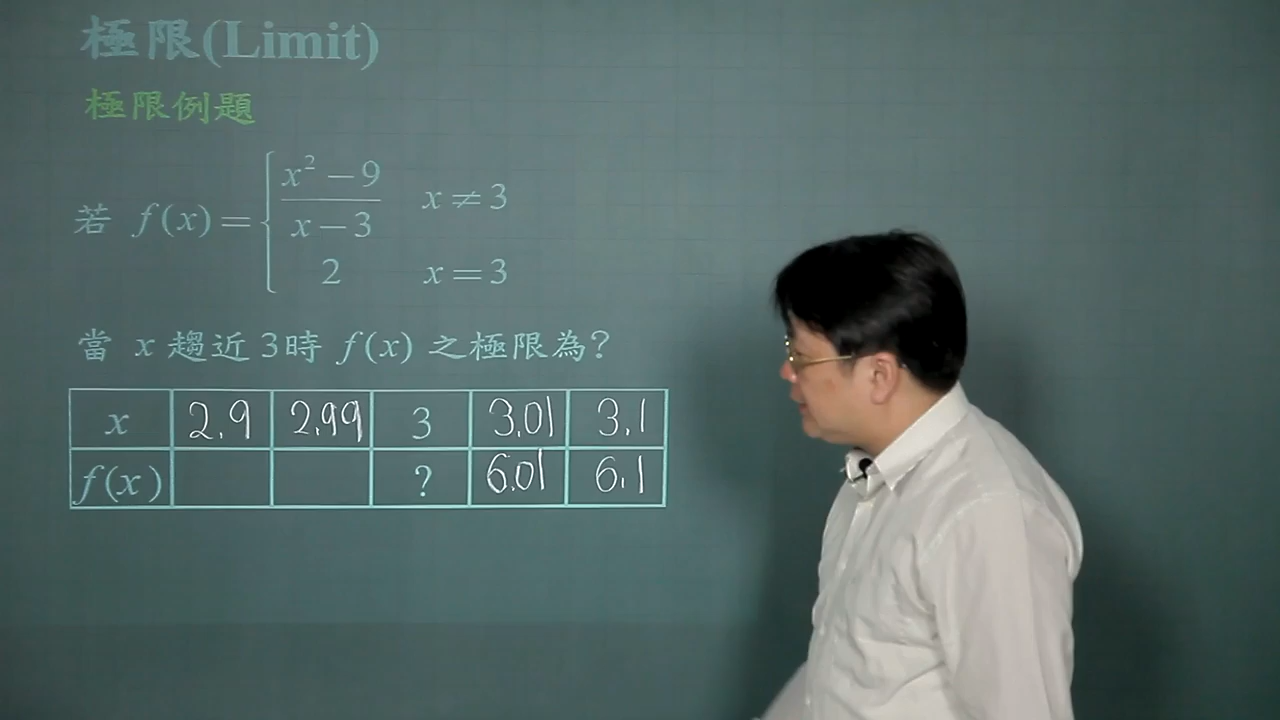 極限(Limit)
極限例題
若 f(x) = { (x² − 9)/(x − 3)  x ≠ 3
2  x = 3
當 x 趨近 3 時 f(x) 之極限為?
x 2.9 2.99 3 3.01 3.1
f(x) ? 6.01 6.1